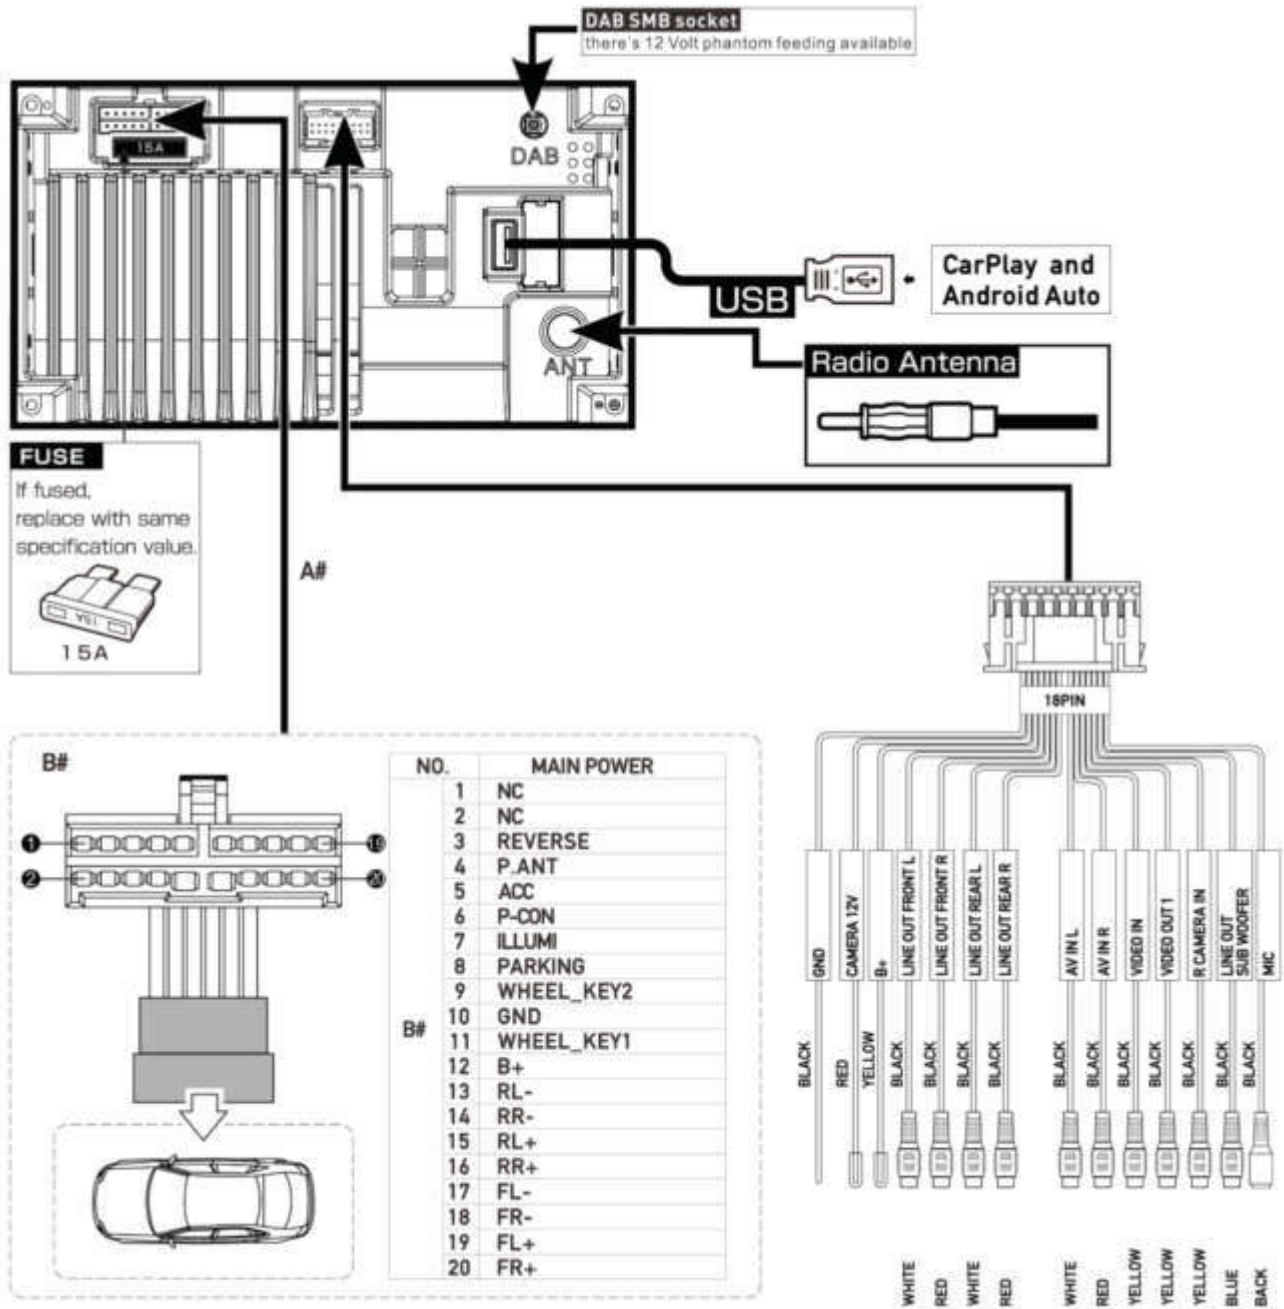 DAB SMB socket
there's 12 Volt phantom feeding available
15A
DAB
USB
CarPlay and
Android Auto
ANT
Radio Antenna
FUSE
If fused,
replace with same
specification value.
15A
15A
A#
18PIN
B#
NO. MAIN POWER
B#
1 NC
2 NC
3 REVERSE
4 P.ANT
5 ACC
6 P-CON
7 ILLUMI
8 PARKING
9 WHEEL_KEY2
10 GND
11 WHEEL_KEY1
12 B+
13 RL-
14 RR-
15 RL+
16 RR+
17 FL-
18 FR-
19 FL+
20 FR+
1
19
2
20
GND
CAMERA 12V
B+
LINE OUT FRONT L
LINE OUT FRONT R
LINE OUT REAR L
LINE OUT REAR R
AV IN L
AV IN R
VIDEO IN
VIDEO OUT 1
R CAMERA IN
LINE OUT
SUB WOOFER
MIC
BLACK
RED
YELLOW
BLACK
BLACK
BLACK
BLACK
BLACK
BLACK
BLACK
BLACK
BLACK
BLACK
BLACK
WHITE
RED
WHITE
RED
WHITE
RED
YELLOW
YELLOW
YELLOW
BLUE
BACK